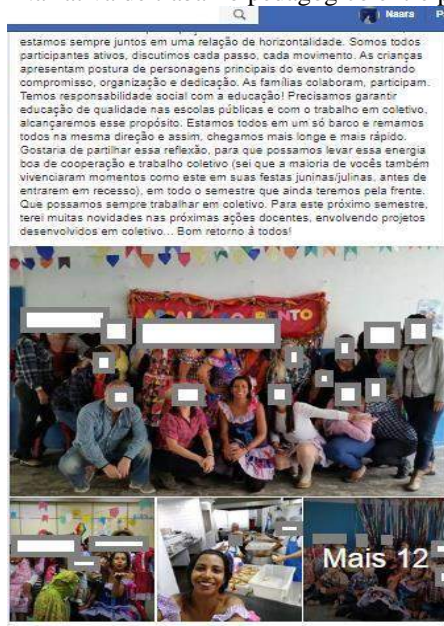 Naara
estamos sempre juntos em uma relação de horizontalidade. Somos todos
participantes ativos, discutimos cada passo, cada movimento. As crianças
apresentam postura de personagens principais do evento demonstrando
compromisso, organização e dedicação. As famílias colaboram, participam.
Temos responsabilidade social com a educação! Precisamos garantir
educação de qualidade nas escolas públicas e com o trabalho em coletivo,
alcançaremos esse propósito. Estamos todos em um só barco e remamos
todos na mesma direção e assim, chegamos mais longe e mais rápido.
Gostaria de partilhar essa reflexão, para que possamos levar essa energia
boa de cooperação e trabalho coletivo (sei que a maioria de vocês também
vivenciaram momentos como este em suas festas juninas/julinas, antes de
entrarem em recesso), em todo o semestre que ainda teremos pela frente.
Que possamos sempre trabalhar em coletivo. Para este próximo semestre,
terei muitas novidades nas próximas ações docentes, envolvendo projetos
desenvolvidos em coletivo... Bom retorno à todos!
Mais 12